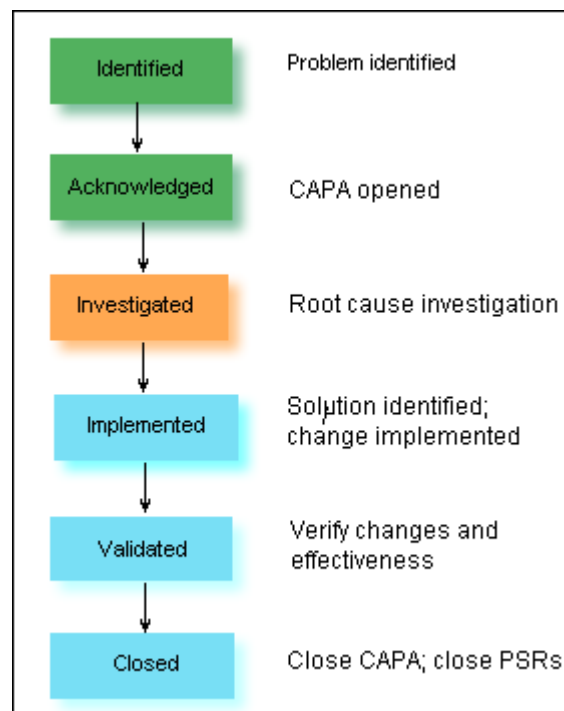 Identified
Problem identified
Acknowledged
CAPA opened
Investigated
Root cause investigation
Implemented
Solution identified;
change implemented
Validated
Verify changes and
effectiveness
Closed
Close CAPA; close PSRs